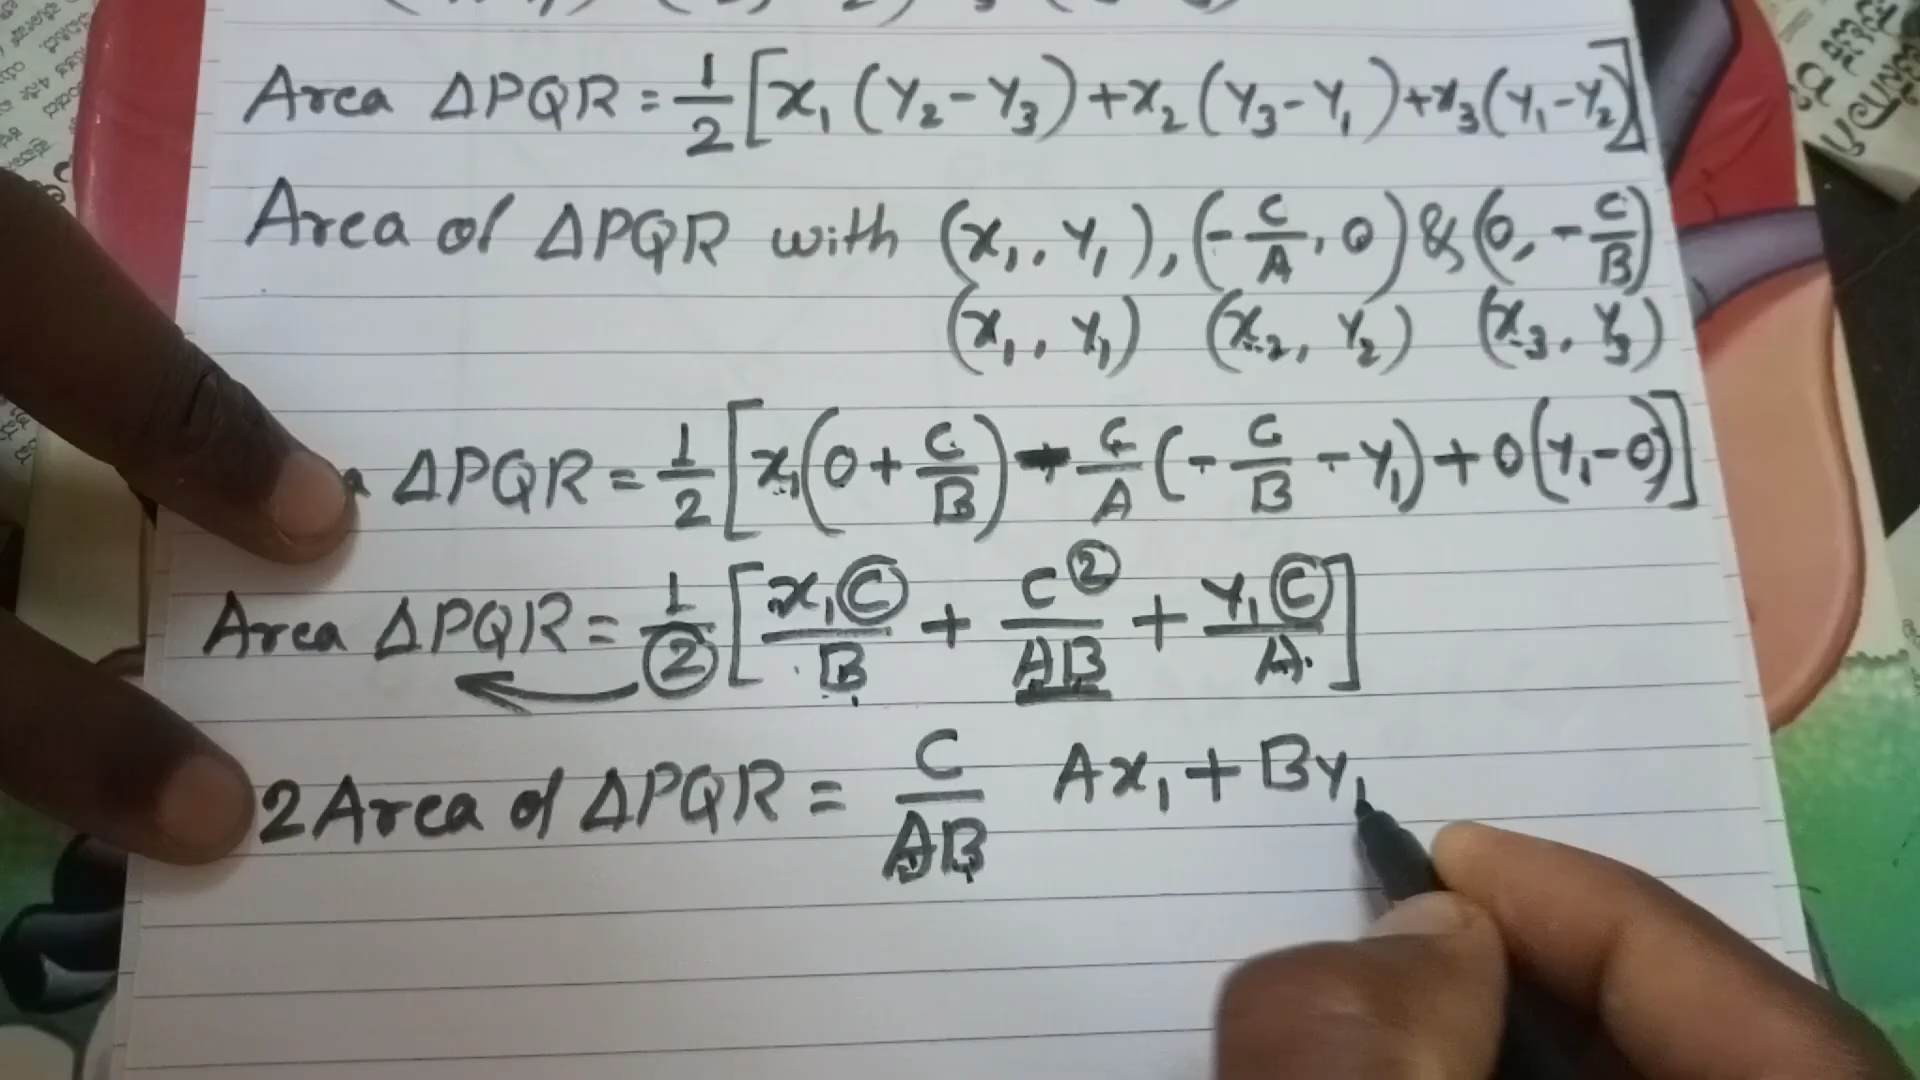 Area ΔPQR = 1/2 [x₁ (Y₂ - Y₃) + x₂ (Y₃ - Y₁) + x₃ (Y₁ - Y₂)]
Area of ΔPQR with (x₁, Y₁), (-C/A, 0) & (0, -C/B)
(x₁, Y₁) (x₂, Y₂) (x₃, Y₃)
a ΔPQR = 1/2 [x₁(0 + C/B) - C/A (-C/B - Y₁) + 0(Y₁ - 0)]
Area ΔPQR = 1/2 [x₁C/B + C²/AB + Y₁C/A]
2 Area of ΔPQR = C/AB Ax₁ + By₁